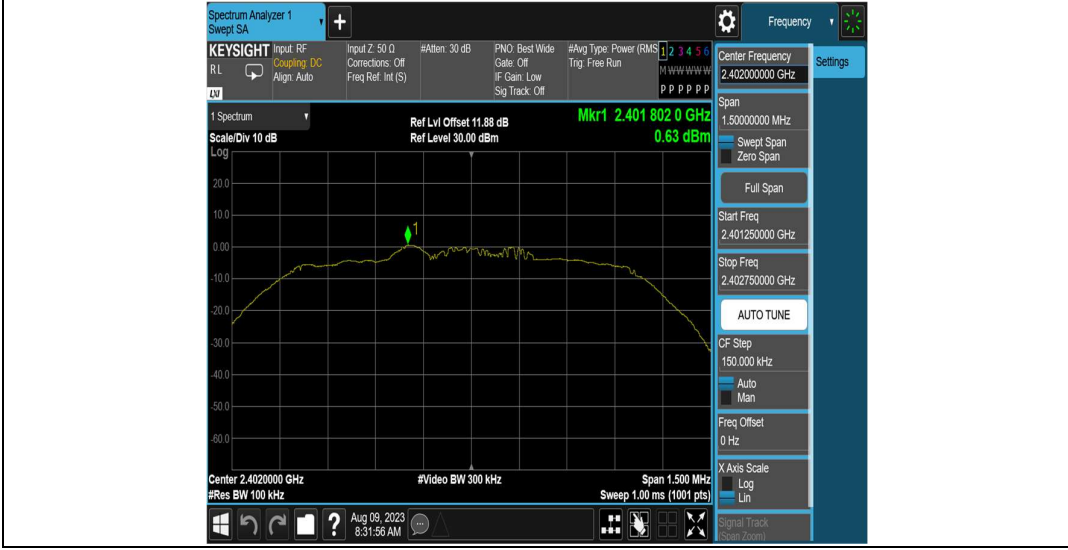 Spectrum Analyzer 1
Swept SA
+
Frequency
KEYSIGHT
RL
LXI
Input: RF
Coupling: DC
Align: Auto
Input Z: 50 Ω
Corrections: Off
Freq Ref: Int (S)
#Atten: 30 dB
PNO: Best Wide
Gate: Off
IF Gain: Low
Sig Track: Off
#Avg Type: Power (RMS
Trig: Free Run
1 2 3 4 5 6
M W W W W W
P P P P P P
1 Spectrum
Scale/Div 10 dB
Ref Lvl Offset 11.88 dB
Ref Level 30.00 dBm
Mkr1 2.401 802 0 GHz
0.63 dBm
Log
20.0
10.0
0.00
-10.0
-20.0
-30.0
-40.0
-50.0
-60.0
1
Center 2.4020000 GHz
#Res BW 100 kHz
#Video BW 300 kHz
Span 1.500 MHz
Sweep 1.00 ms (1001 pts)
?
Aug 09, 2023
8:31:56 AM
Center Frequency
2.402000000 GHz
Settings
Span
1.50000000 MHz
Swept Span
Zero Span
Full Span
Start Freq
2.401250000 GHz
Stop Freq
2.402750000 GHz
AUTO TUNE
CF Step
150.000 kHz
Auto
Man
Freq Offset
0 Hz
X Axis Scale
Log
Lin
Signal Track
(Span Zoom)